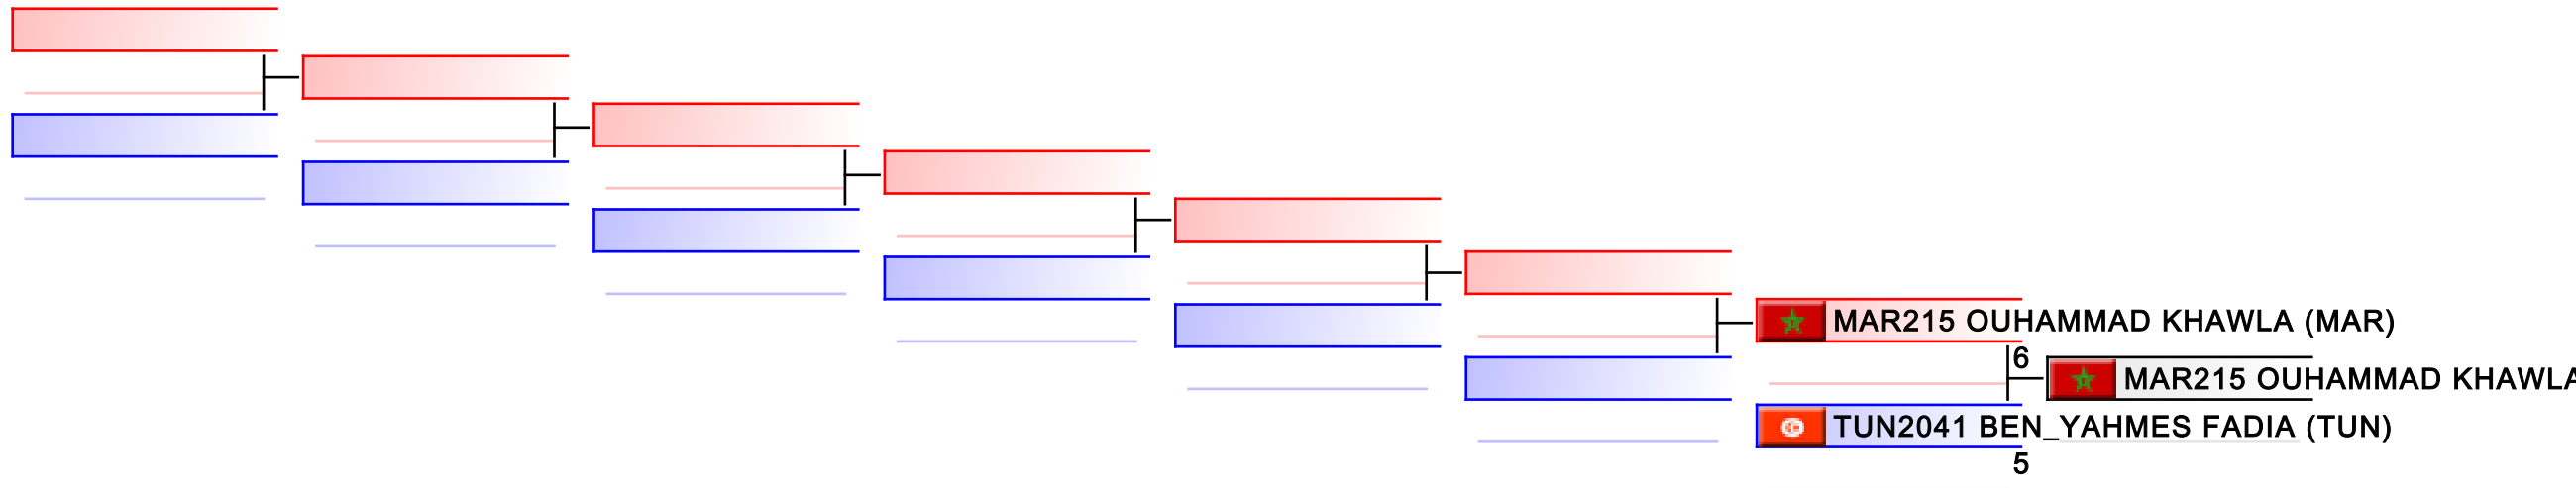 MAR215 OUHAMMAD KHAWLA (MAR)
6
MAR215 OUHAMMAD KHAWLA
TUN2041 BEN_YAHMES FADIA (TUN)
5